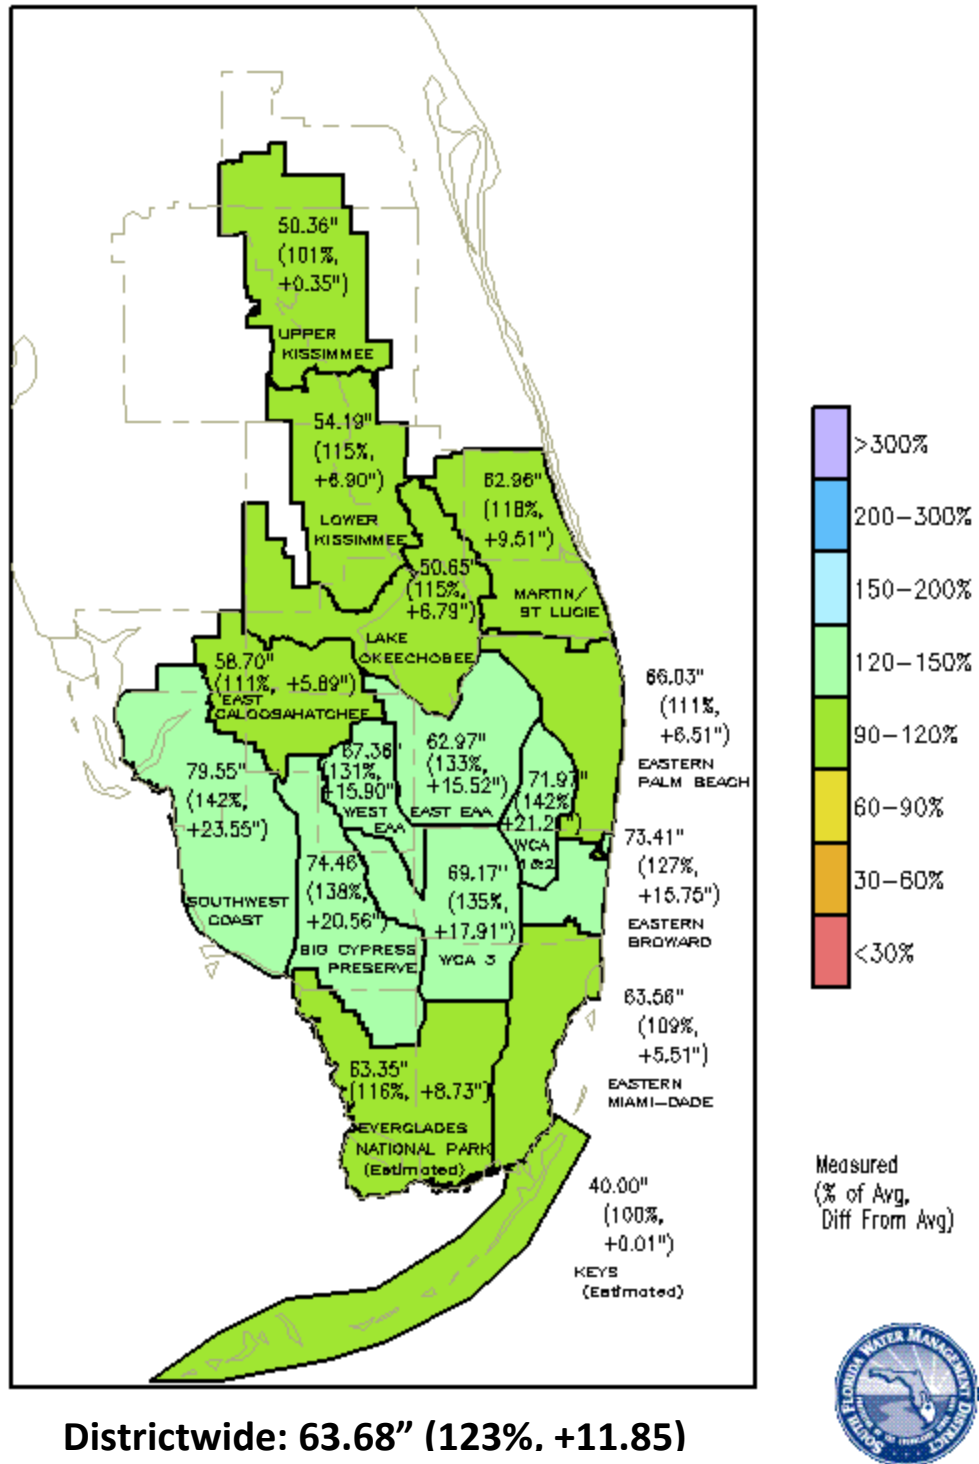 50.36"
(101%,
+0.35")
UPPER
KISSIMMEE
54.19"
(115%,
+6.90")
LOWER
KISSIMMEE
62.96"
(118%,
+9.51")
MARTIN/
ST LUCIE
50.65"
(115%,
+6.79")
LAKE
OKEECHOBEE
58.70"
(111%, +5.89")
EAST
CALOOSAHATCHEE
66.03"
(111%,
+6.51")
EASTERN
PALM BEACH
79.55"
(142%,
+23.55")
SOUTHWEST
COAST
67.36"
131%,
+15.90"
WEST
EAA
62.97"
(133%,
+15.52")
EAST EAA
71.97"
(142%
+21.2 ")
WCA
1&2
74.46"
(138%,
+20.56")
BIG CYPRESS
PRESERVE
69.17"
(135%,
+17.91")
WCA 3
73.41"
(127%,
+15.75")
EASTERN
BROWARD
63.56"
(109%,
+5.51")
EASTERN
MIAMI-DADE
63.35"
(116%, +8.73")
EVERGLADES
NATIONAL PARK
(Estimated)
40.00"
(100%,
+0.01")
KEYS
(Estimated)
>300%
200-300%
150-200%
120-150%
90-120%
60-90%
30-60%
<30%
Measured
(% of Avg,
Diff From Avg)
SOUTH FLORIDA WATER MANAGEMENT DISTRICT
Districtwide: 63.68” (123%, +11.85)